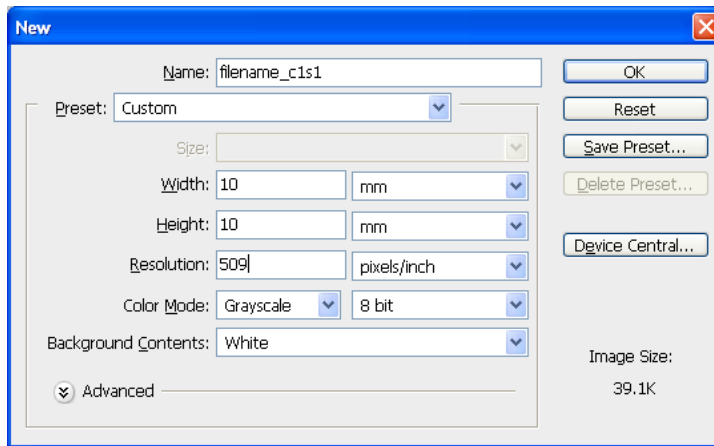 New
Name: filename_c1s1
OK
Preset: Custom
Reset
Size:
Save Preset...
Width: 10 mm
Delete Preset...
Height: 10 mm
Device Central...
Resolution: 509 pixels/inch
Color Mode: Grayscale 8 bit
Background Contents: White
Image Size:
Advanced
39.1K